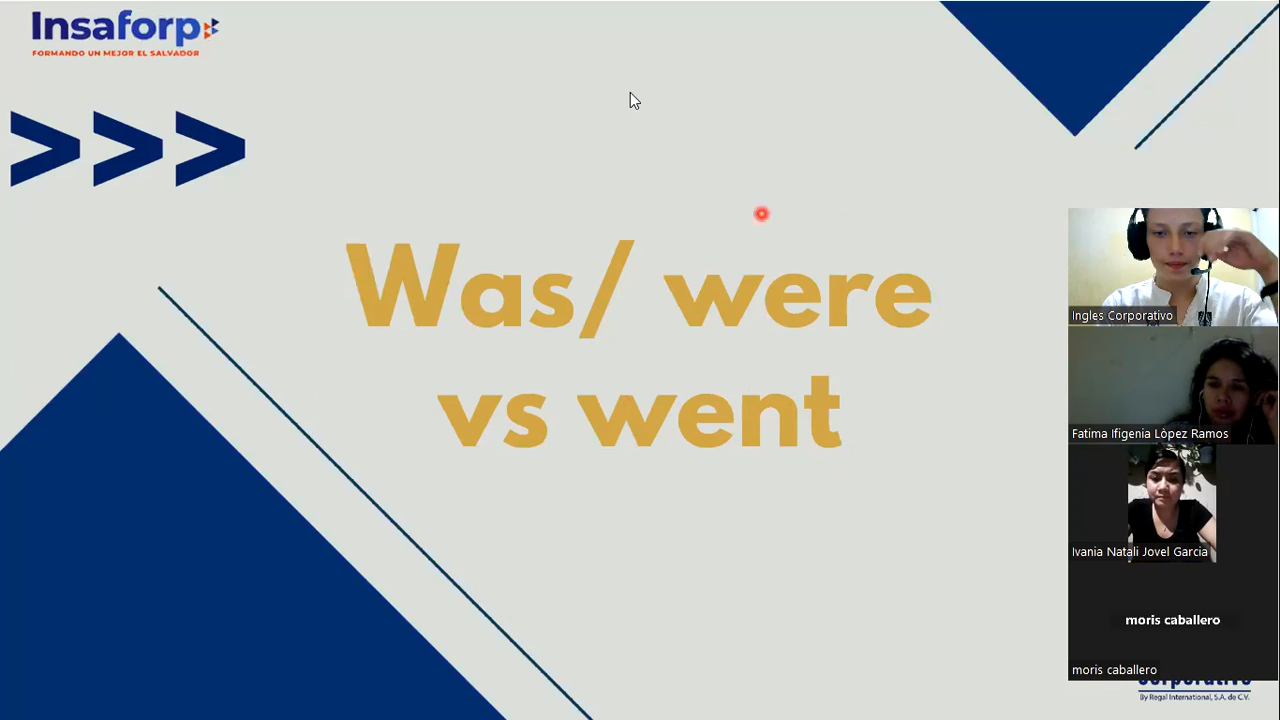 Insaforp
FORMANDO UN MEJOR EL SALVADOR
>>>
Was/ were
vs went
Ingles Corporativo
Fatima Ifigenia Lòpez Ramos
Ivania Natali Jovel Garcia
moris caballero
moris caballero
Corporativo
By Regal International, S.A. de C.V.